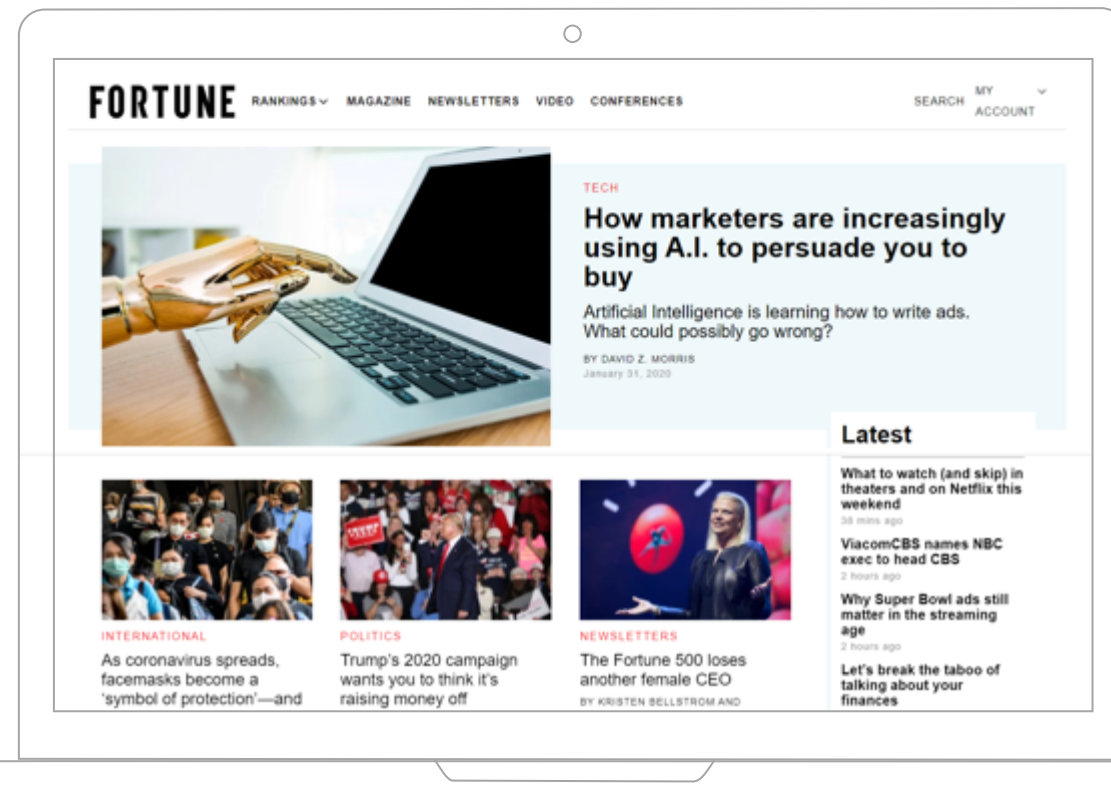 FORTUNE
RANKINGS MAGAZINE NEWSLETTERS VIDEO CONFERENCES
SEARCH
MY
ACCOUNT
TECH
How marketers are increasingly
using A.I. to persuade you to
buy
Artificial Intelligence is learning how to write ads.
What could possibly go wrong?
BY DAVID Z. MORRIS
January 31, 2020
INTERNATIONAL
As coronavirus spreads,
facemasks become a
‘symbol of protection’—and
POLITICS
TRUMP
Trump’s 2020 campaign
wants you to think it’s
raising money off
NEWSLETTERS
The Fortune 500 loses
another female CEO
BY KRISTEN BELLSTROM AND
Latest
What to watch (and skip) in
theaters and on Netflix this
weekend
38 mins ago
ViacomCBS names NBC
exec to head CBS
2 hours ago
Why Super Bowl ads still
matter in the streaming
age
2 hours ago
Let’s break the taboo of
talking about your
finances